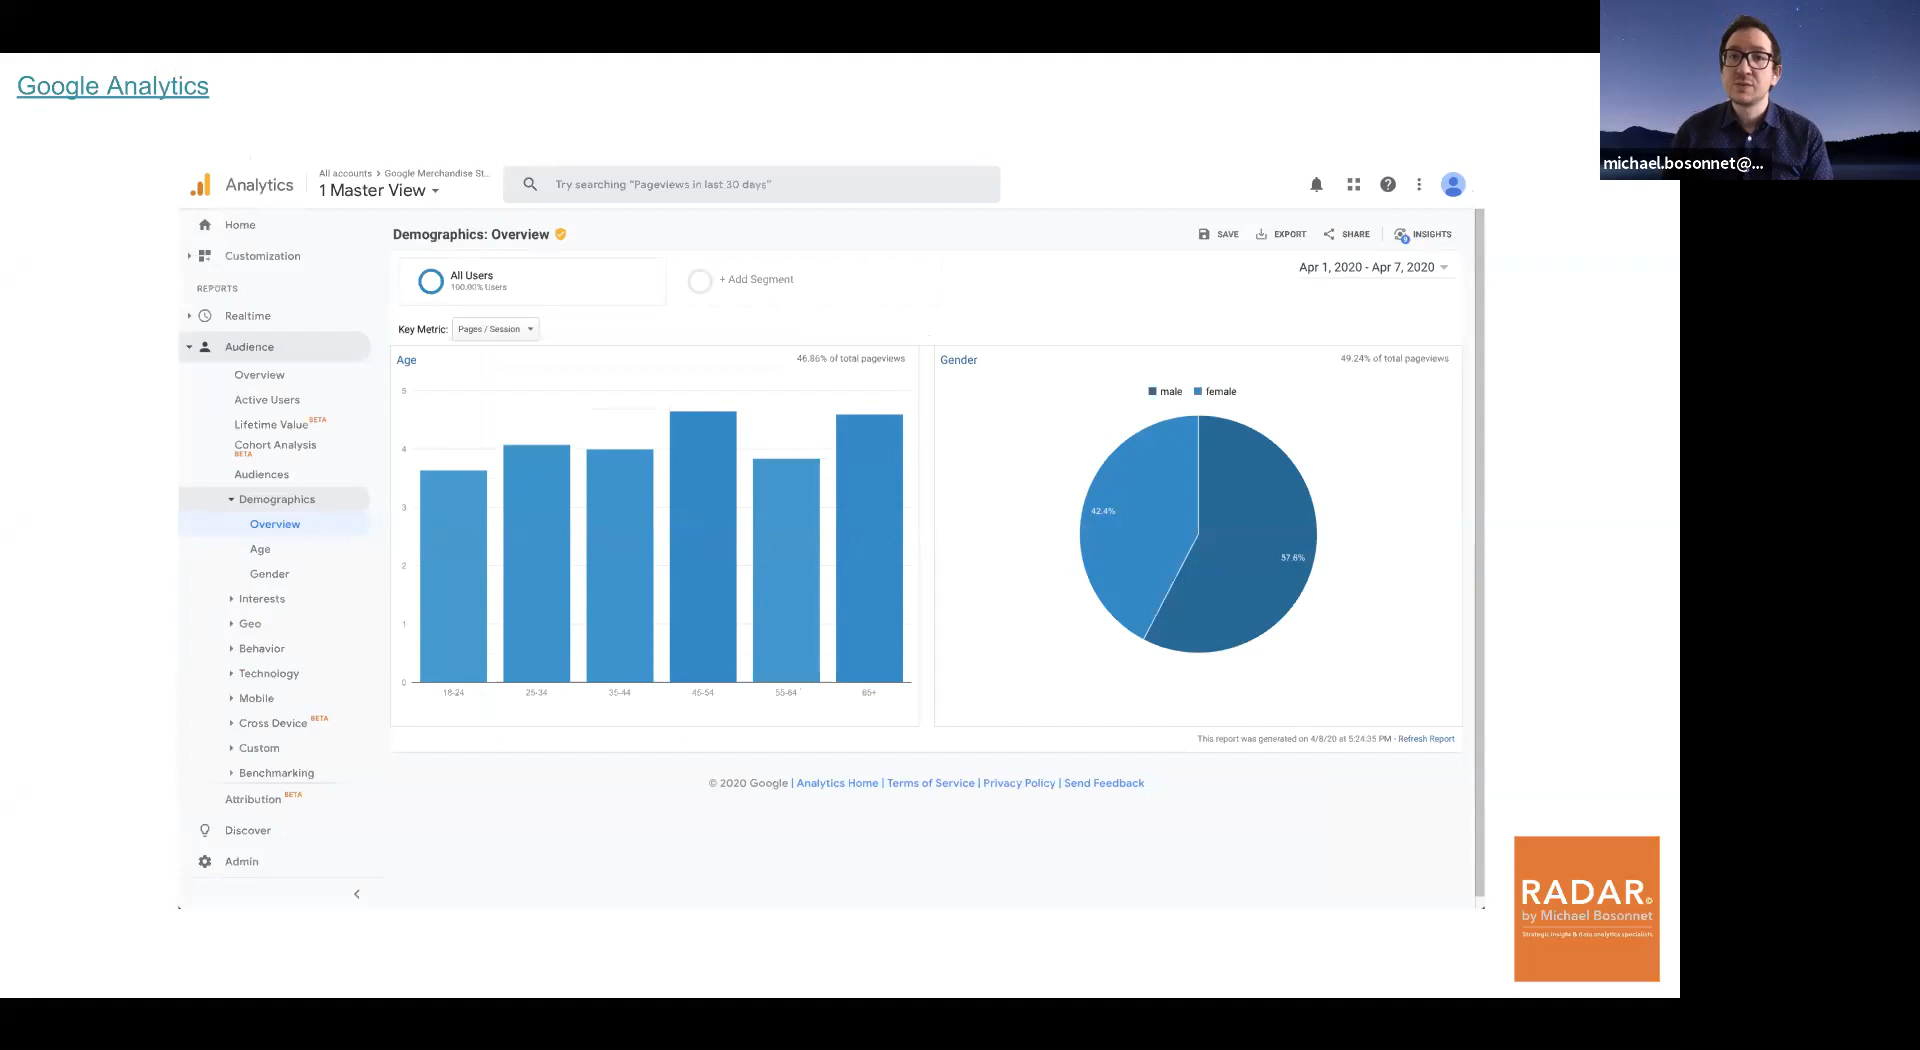 Google Analytics
michael.bosonnet@...
Analytics
All accounts > Google Merchandise St...
1 Master View
Try searching "Pageviews in last 30 days"
Home
Customization
REPORTS
Realtime
Audience
Overview
Active Users
Lifetime Value BETA
Cohort Analysis
BETA
Audiences
Demographics
Overview
Age
Gender
Interests
Geo
Behavior
Technology
Mobile
Cross Device BETA
Custom
Benchmarking
Attribution BETA
Discover
Admin
Demographics: Overview
SAVE
EXPORT
SHARE
9
INSIGHTS
All Users
100.00% Users
+ Add Segment
Apr 1, 2020 - Apr 7, 2020
Key Metric:
Pages / Session
Age
46.86% of total pageviews
5
4
3
2
1
0
18-24
25-34
35-44
45-54
55-64
65+
Gender
49.24% of total pageviews
male
female
42.4%
57.6%
This report was generated on 4/8/20 at 5:24:35 PM - Refresh Report
© 2020 Google | Analytics Home | Terms of Service | Privacy Policy | Send Feedback
RADAR©
by Michael Bosonnet
Strategic insight & data analytics specialists